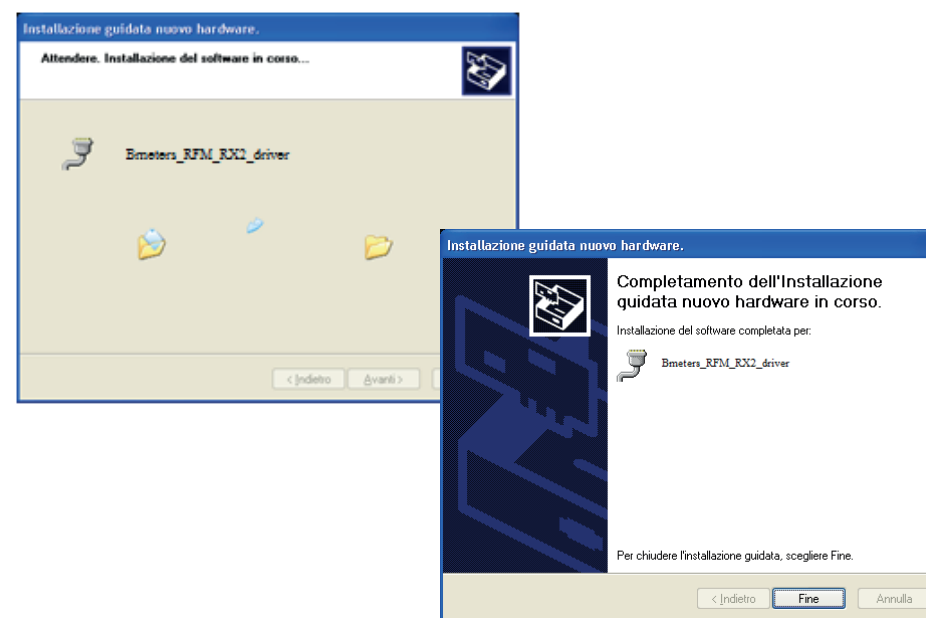 Installazione guidata nuovo hardware.
Attendere. Installazione del software in corso...
Bmeters_RFM_RX2_driver
< Indietro
Avanti >
Installazione guidata nuovo hardware.
Completamento dell'Installazione
guidata nuovo hardware in corso.
Installazione del software completata per:
Bmeters_RFM_RX2_driver
Per chiudere l'installazione guidata, scegliere Fine.
< Indietro
Fine
Annulla